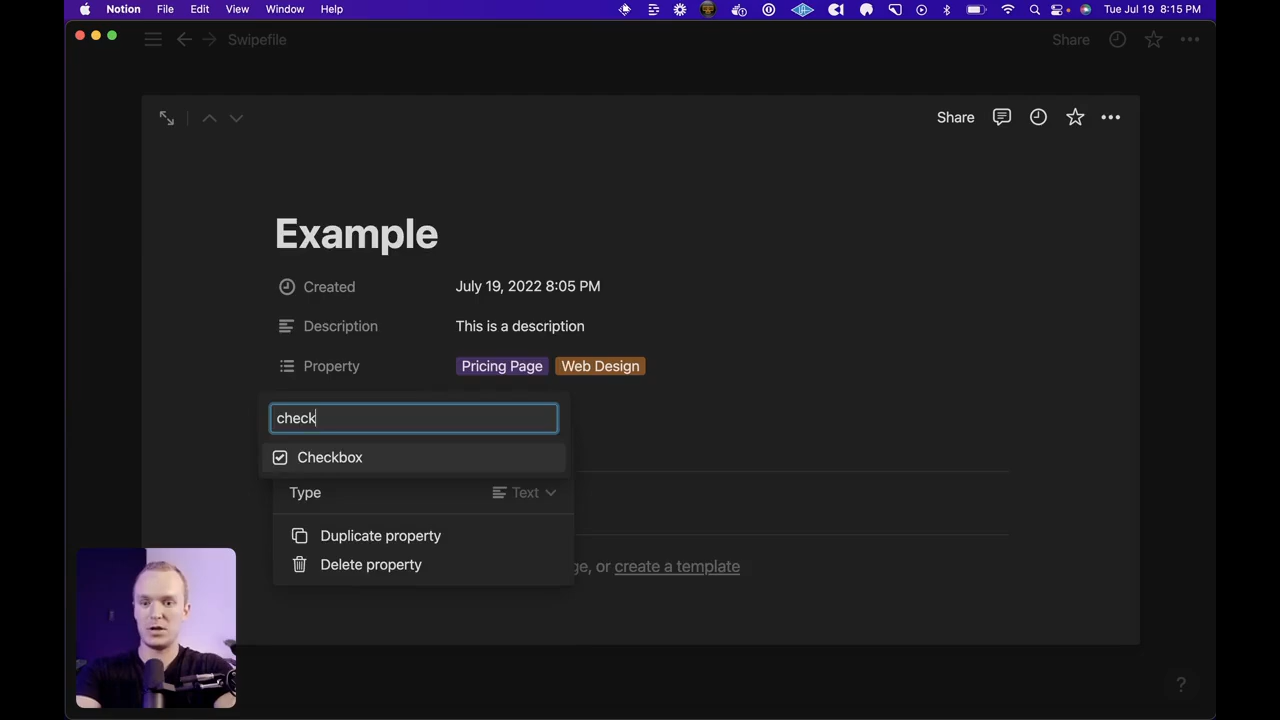 Notion File Edit View Window Help Tue Jul 19 8:15 PM
Swipefile Share
Share
Example
Created July 19, 2022 8:05 PM
Description This is a description
Property Pricing Page Web Design
check
Checkbox
Type Text
Duplicate property
Delete property
ge, or create a template
?